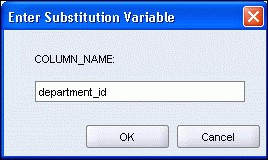 Enter Substitution Variable
COLUMN_NAME:
department_id
OK Cancel